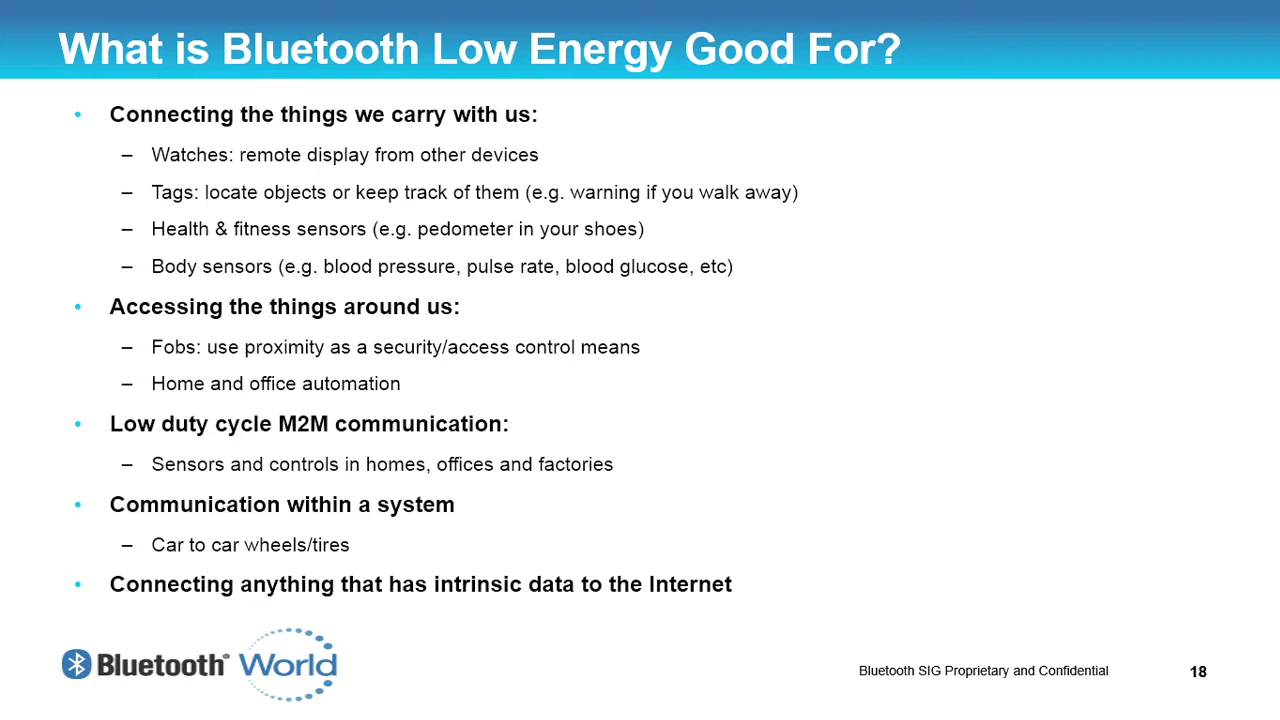 What is Bluetooth Low Energy Good For?
• Connecting the things we carry with us:
– Watches: remote display from other devices
– Tags: locate objects or keep track of them (e.g. warning if you walk away)
– Health & fitness sensors (e.g. pedometer in your shoes)
– Body sensors (e.g. blood pressure, pulse rate, blood glucose, etc)
• Accessing the things around us:
– Fobs: use proximity as a security/access control means
– Home and office automation
• Low duty cycle M2M communication:
– Sensors and controls in homes, offices and factories
• Communication within a system
– Car to car wheels/tires
• Connecting anything that has intrinsic data to the Internet
Bluetooth® World
Bluetooth SIG Proprietary and Confidential
18